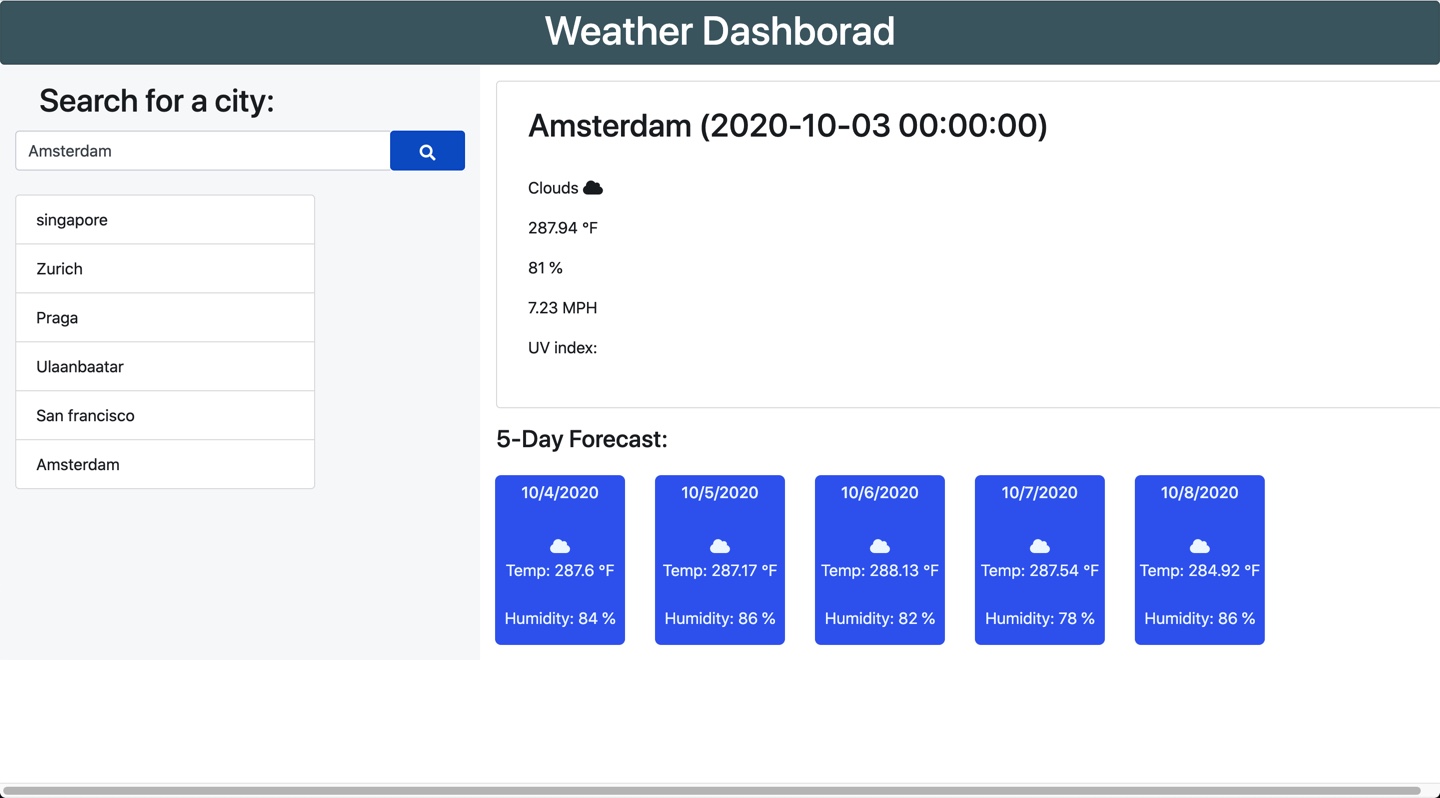 Weather Dashborad
Search for a city:
Amsterdam
singapore
Zurich
Praga
Ulaanbaatar
San francisco
Amsterdam
Amsterdam (2020-10-03 00:00:00)
Clouds
287.94 °F
81 %
7.23 MPH
UV index:
5-Day Forecast:
10/4/2020
Temp: 287.6 °F
Humidity: 84 %
10/5/2020
Temp: 287.17 °F
Humidity: 86 %
10/6/2020
Temp: 288.13 °F
Humidity: 82 %
10/7/2020
Temp: 287.54 °F
Humidity: 78 %
10/8/2020
Temp: 284.92 °F
Humidity: 86 %